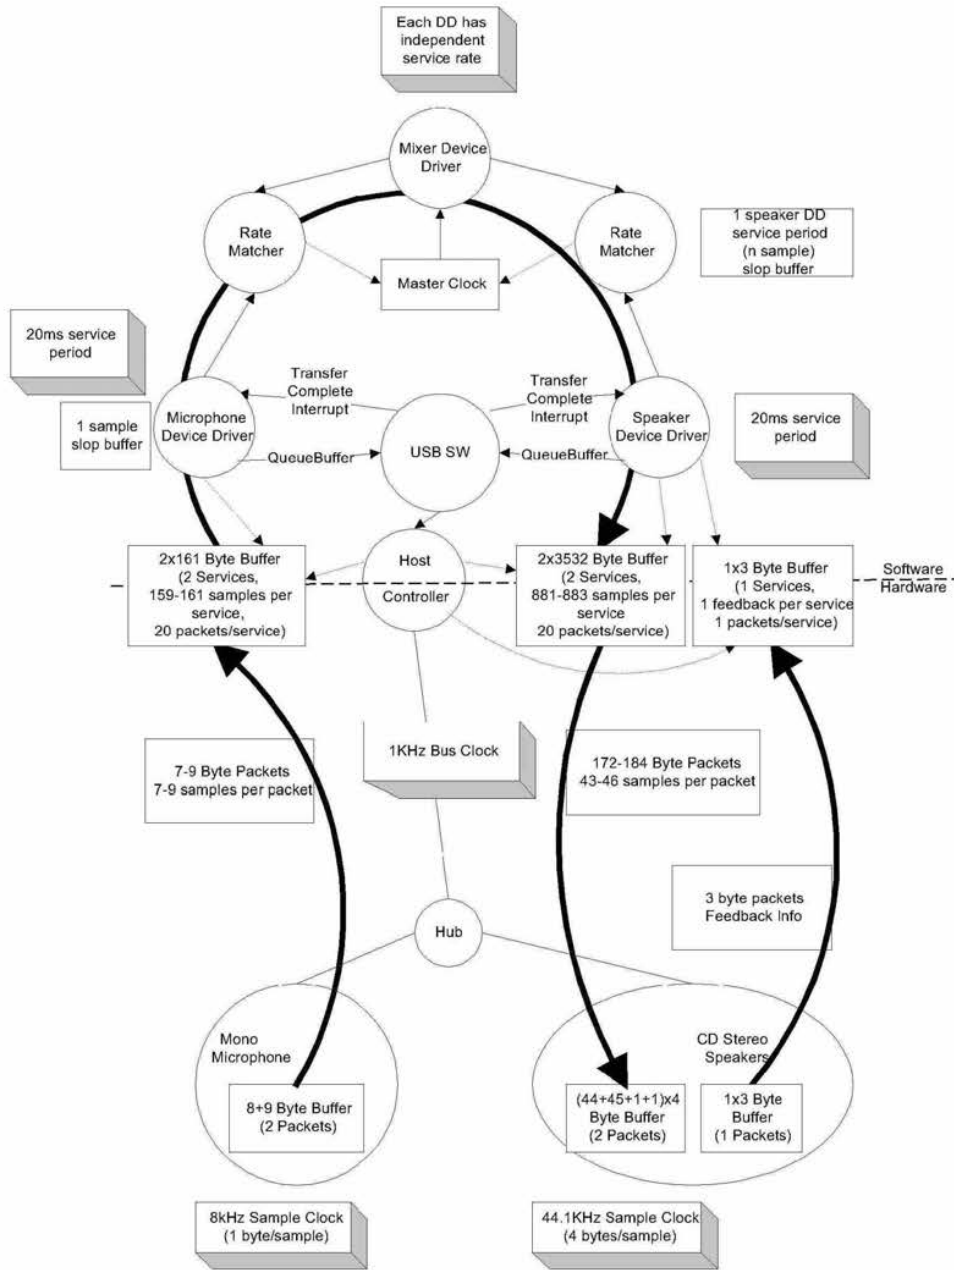 Each DD has
independent
service rate
Mixer Device
Driver
Rate
Matcher
Rate
Matcher
1 speaker DD
service period
(n sample)
slop buffer
Master Clock
20ms service
period
Transfer
Complete
Interrupt
Transfer
Complete
Interrupt
1 sample
slop buffer
Microphone
Device Driver
USB SW
Speaker
Device Driver
20ms service
period
QueueBuffer
QueueBuffer
2x161 Byte Buffer
(2 Services,
159-161 samples per
service,
20 packets/service)
Host
Controller
2x3532 Byte Buffer
(2 Services,
881-883 samples per
service
20 packets/service)
1x3 Byte Buffer
(1 Services,
1 feedback per service
1 packets/service)
Software
Hardware
1KHz Bus Clock
7-9 Byte Packets
7-9 samples per packet
172-184 Byte Packets
43-46 samples per packet
3 byte packets
Feedback Info
Hub
Mono
Microphone
CD Stereo
Speakers
8+9 Byte Buffer
(2 Packets)
(44+45+1+1)x4
Byte Buffer
(2 Packets)
1x3 Byte
Buffer
(1 Packets)
8kHz Sample Clock
(1 byte/sample)
44.1KHz Sample Clock
(4 bytes/sample)